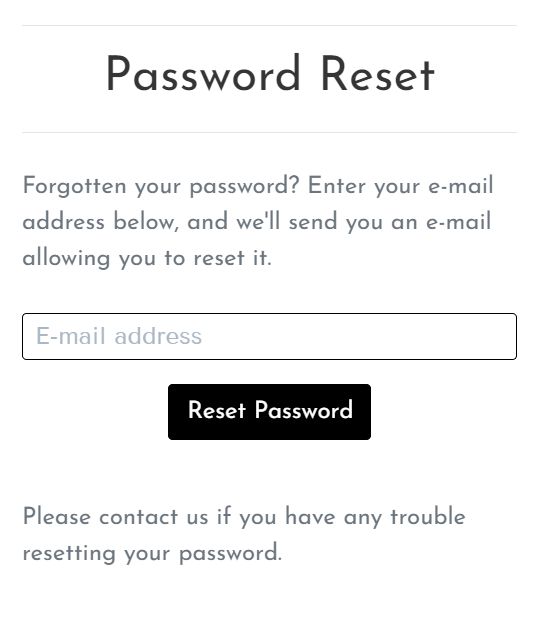 Password Reset
Forgotten your password? Enter your e-mail
address below, and we'll send you an e-mail
allowing you to reset it.
E-mail address
Reset Password
Please contact us if you have any trouble
resetting your password.